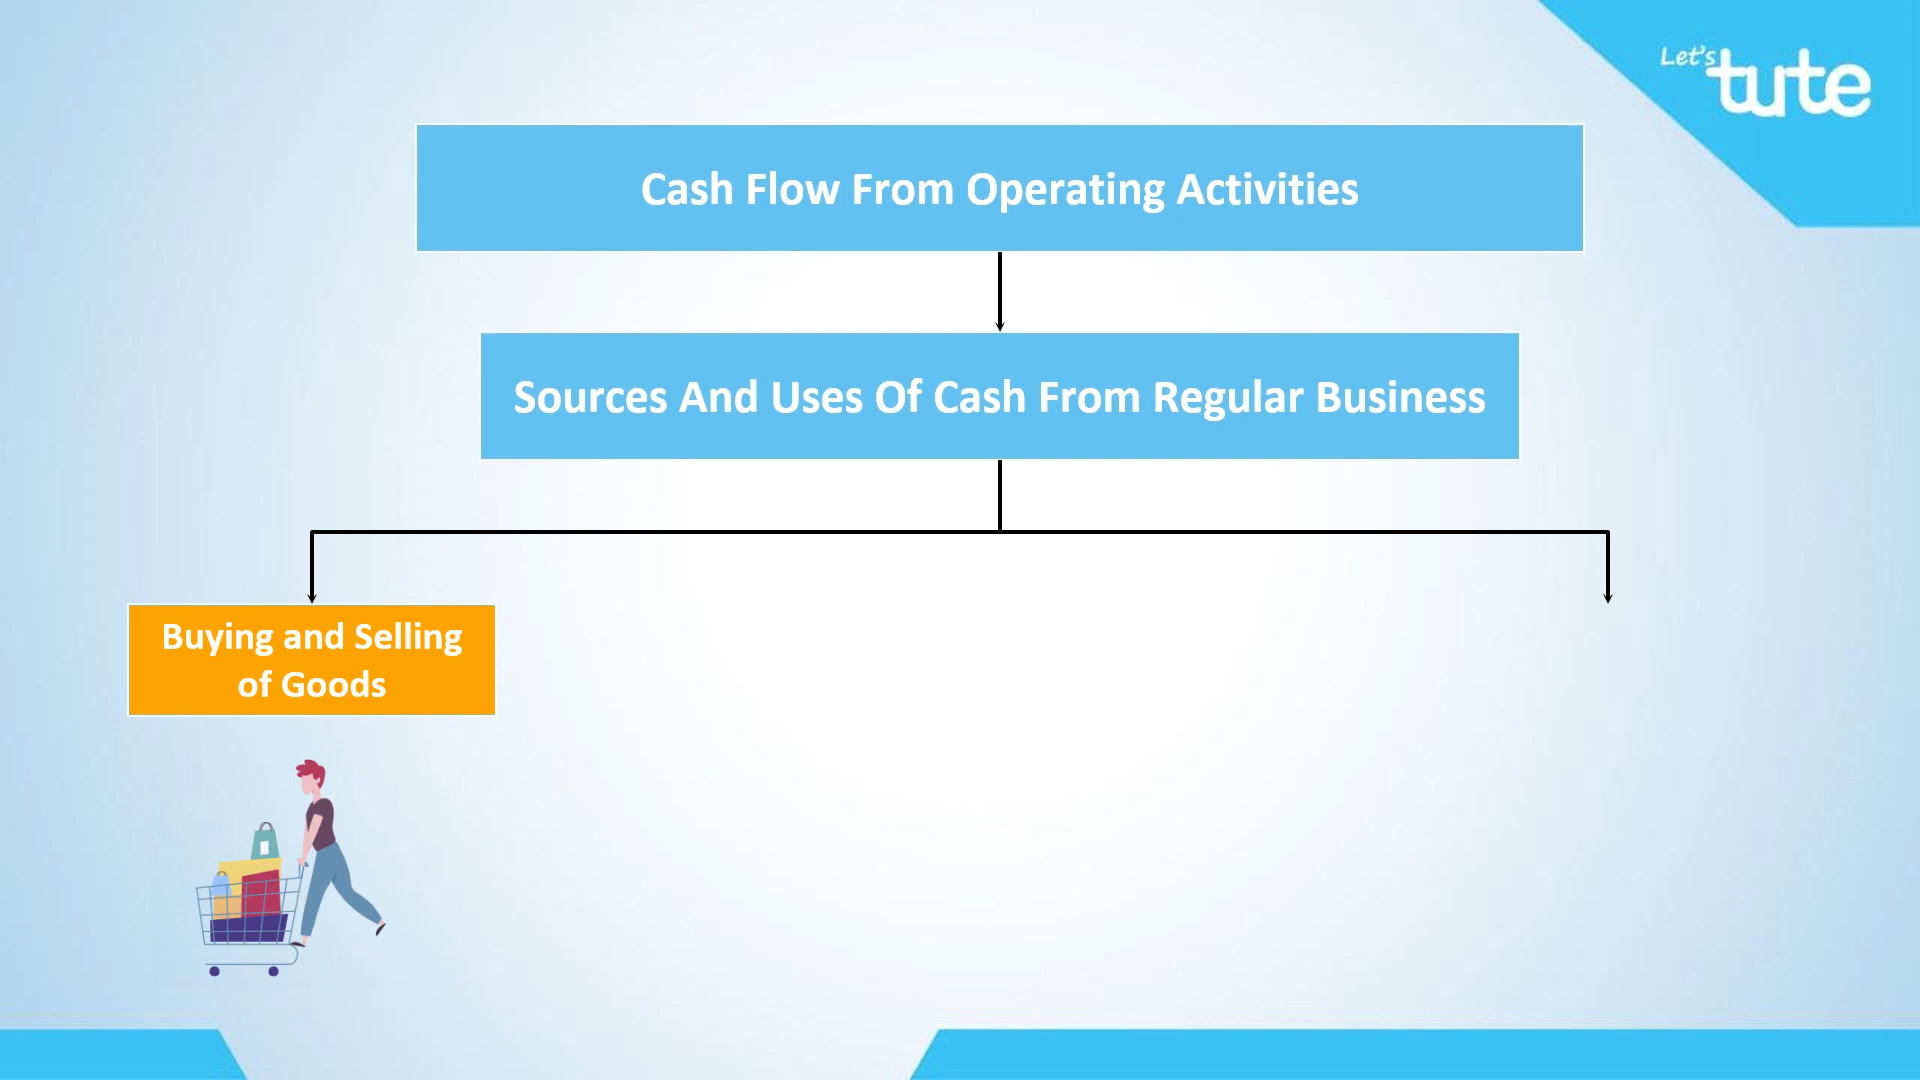 Let's tute
Cash Flow From Operating Activities
Sources And Uses Of Cash From Regular Business
Buying and Selling
of Goods